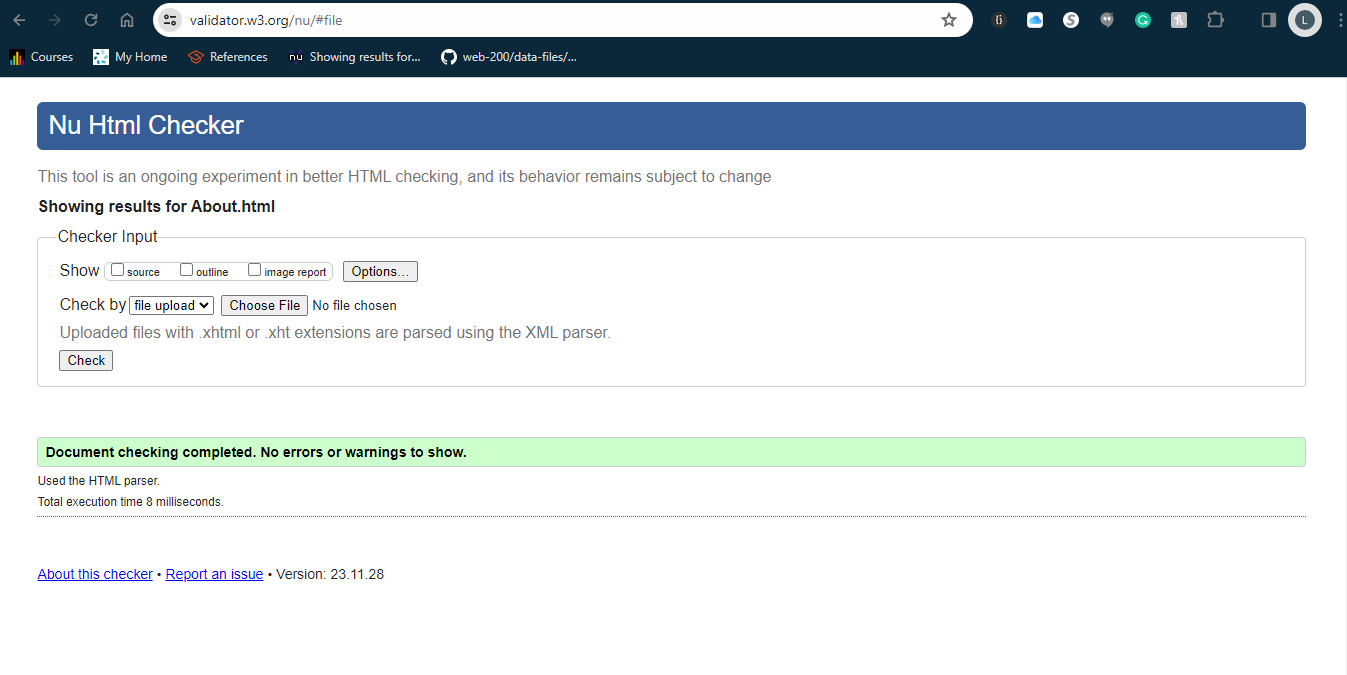 validator.w3.org/nu/#file
L
Courses My Home References nu Showing results for... web-200/data-files/...
Nu Html Checker
This tool is an ongoing experiment in better HTML checking, and its behavior remains subject to change
Showing results for About.html
Checker Input
Show source outline image report Options...
Check by file upload Choose File No file chosen
Uploaded files with .xhtml or .xht extensions are parsed using the XML parser.
Check
Document checking completed. No errors or warnings to show.
Used the HTML parser.
Total execution time 8 milliseconds.
About this checker • Report an issue • Version: 23.11.28